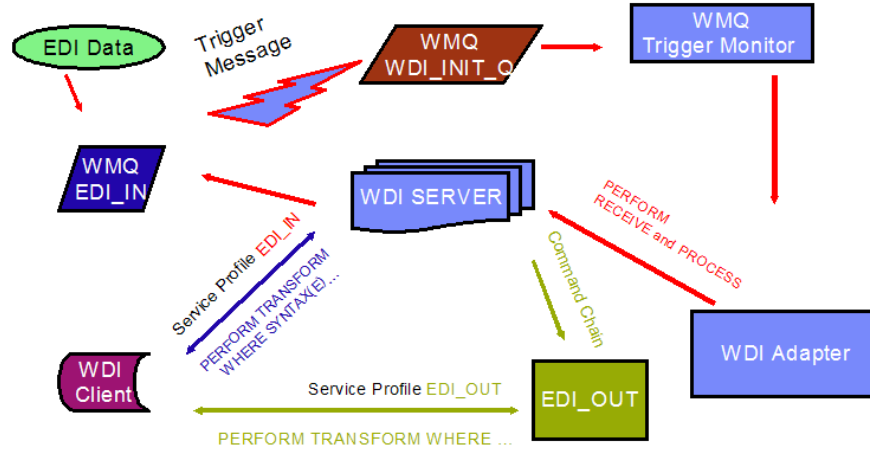 EDI Data
Trigger
Message
WMQ
WDI_INIT_Q
WMQ
Trigger Monitor
WMQ
EDI_IN
WDI SERVER
PERFORM
RECEIVE and PROCESS
Service Profile EDI_IN
PERFORM TRANSFORM
WHERE SYNTAX(E) ...
Command Chain
WDI Adapter
WDI
Client
Service Profile EDI_OUT
EDI_OUT
PERFORM TRANSFORM WHERE ...